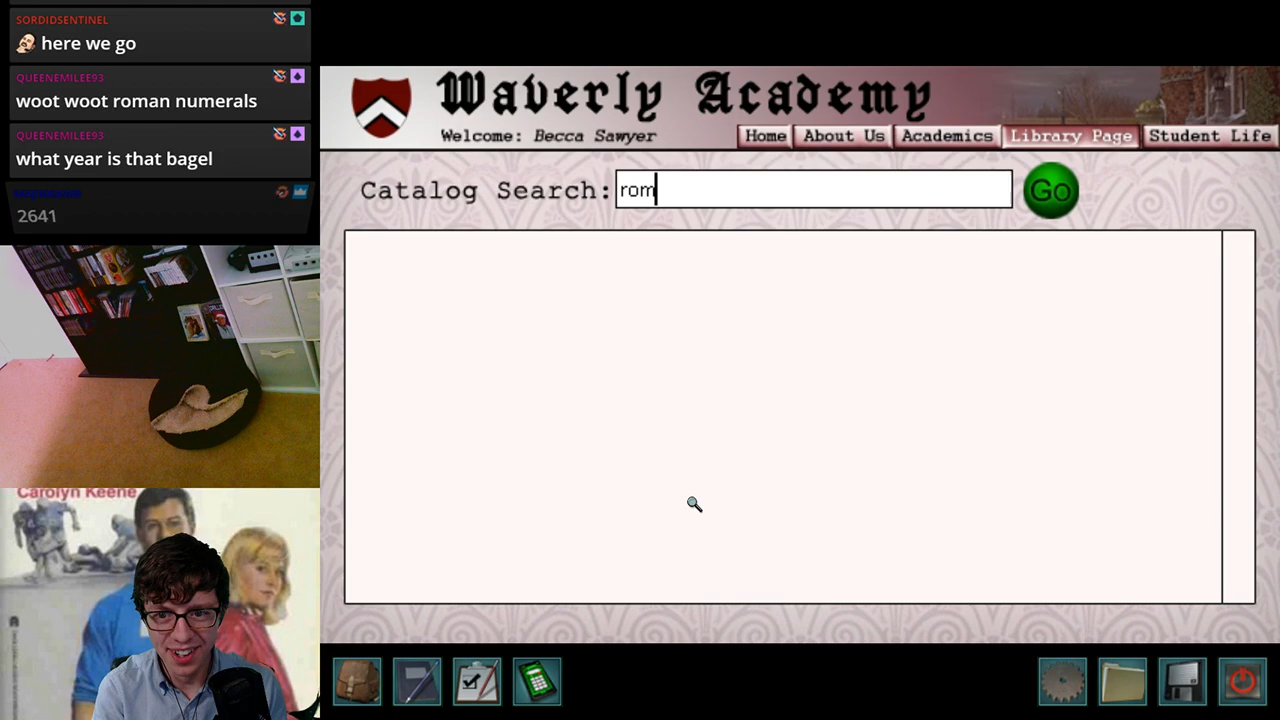 SORDIDSENTINEL
here we go
QUEENEMILEE93
woot woot roman numerals
QUEENEMILEE93
what year is that bagel
2641
Carolyn Keene
Waverly Academy
Welcome: Becca Sawyer
Home About Us Academics Library Page Student Life
Catalog Search: rom Go